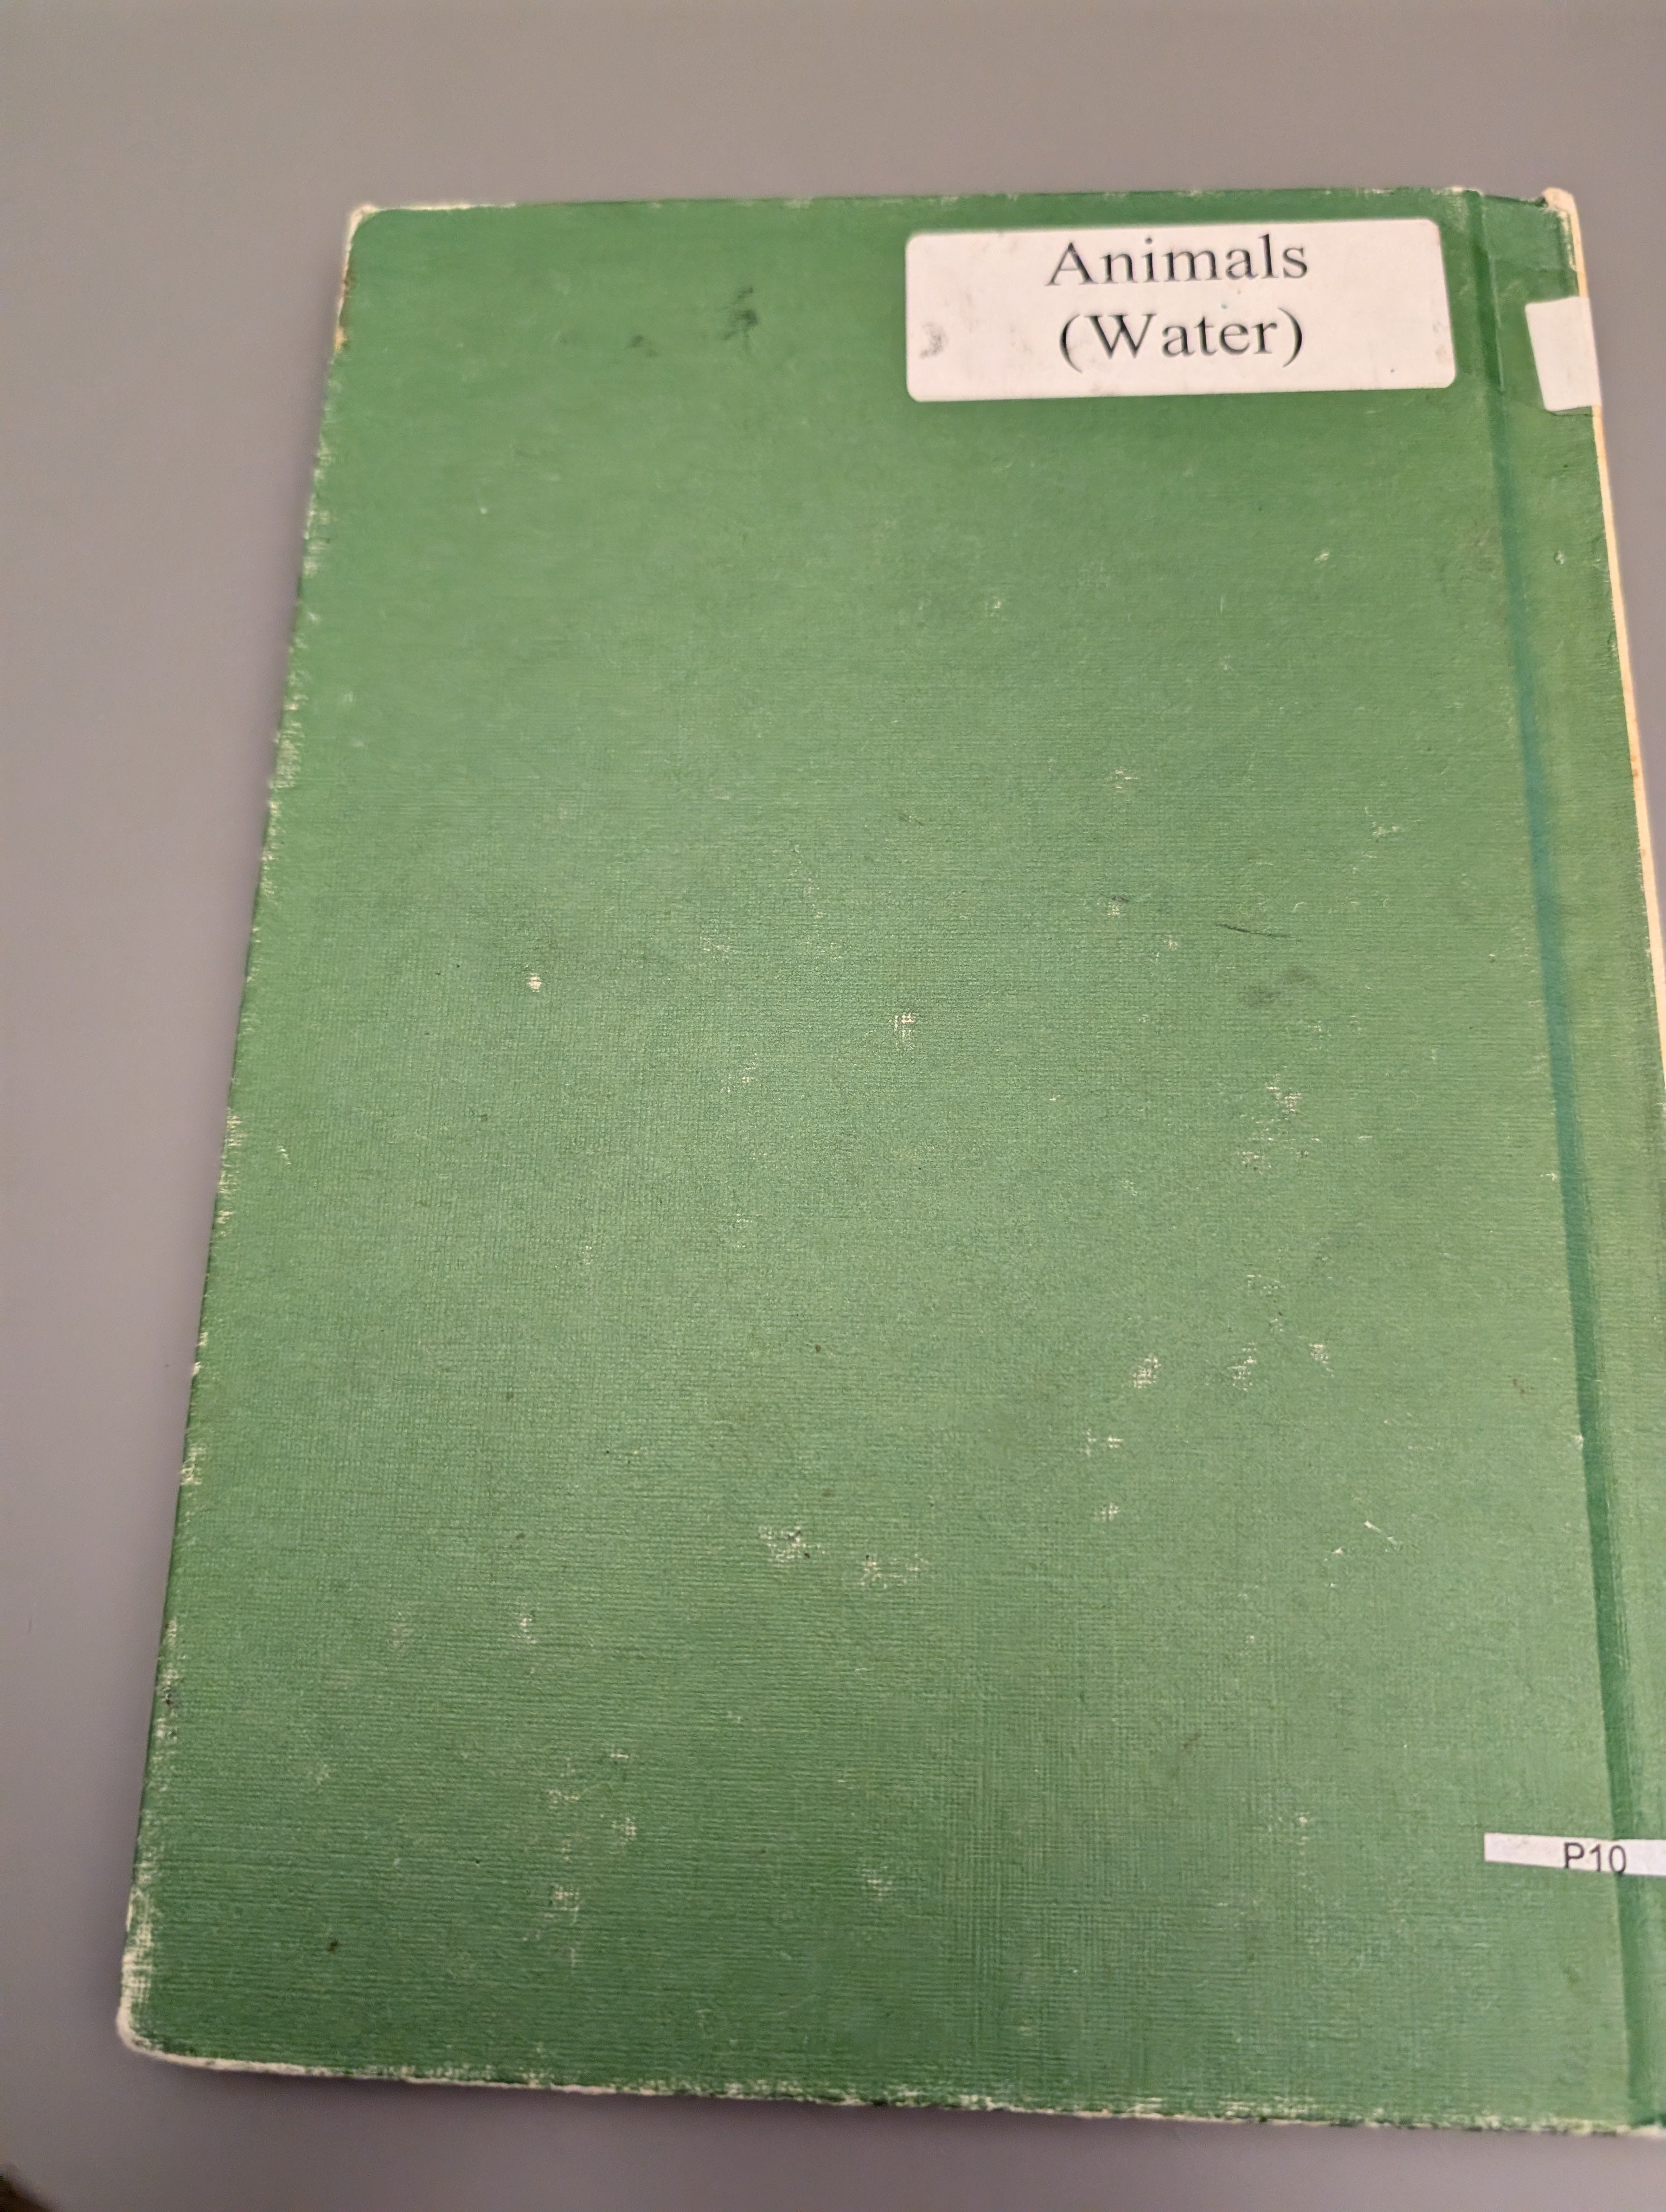 Animals
(Water)
P10